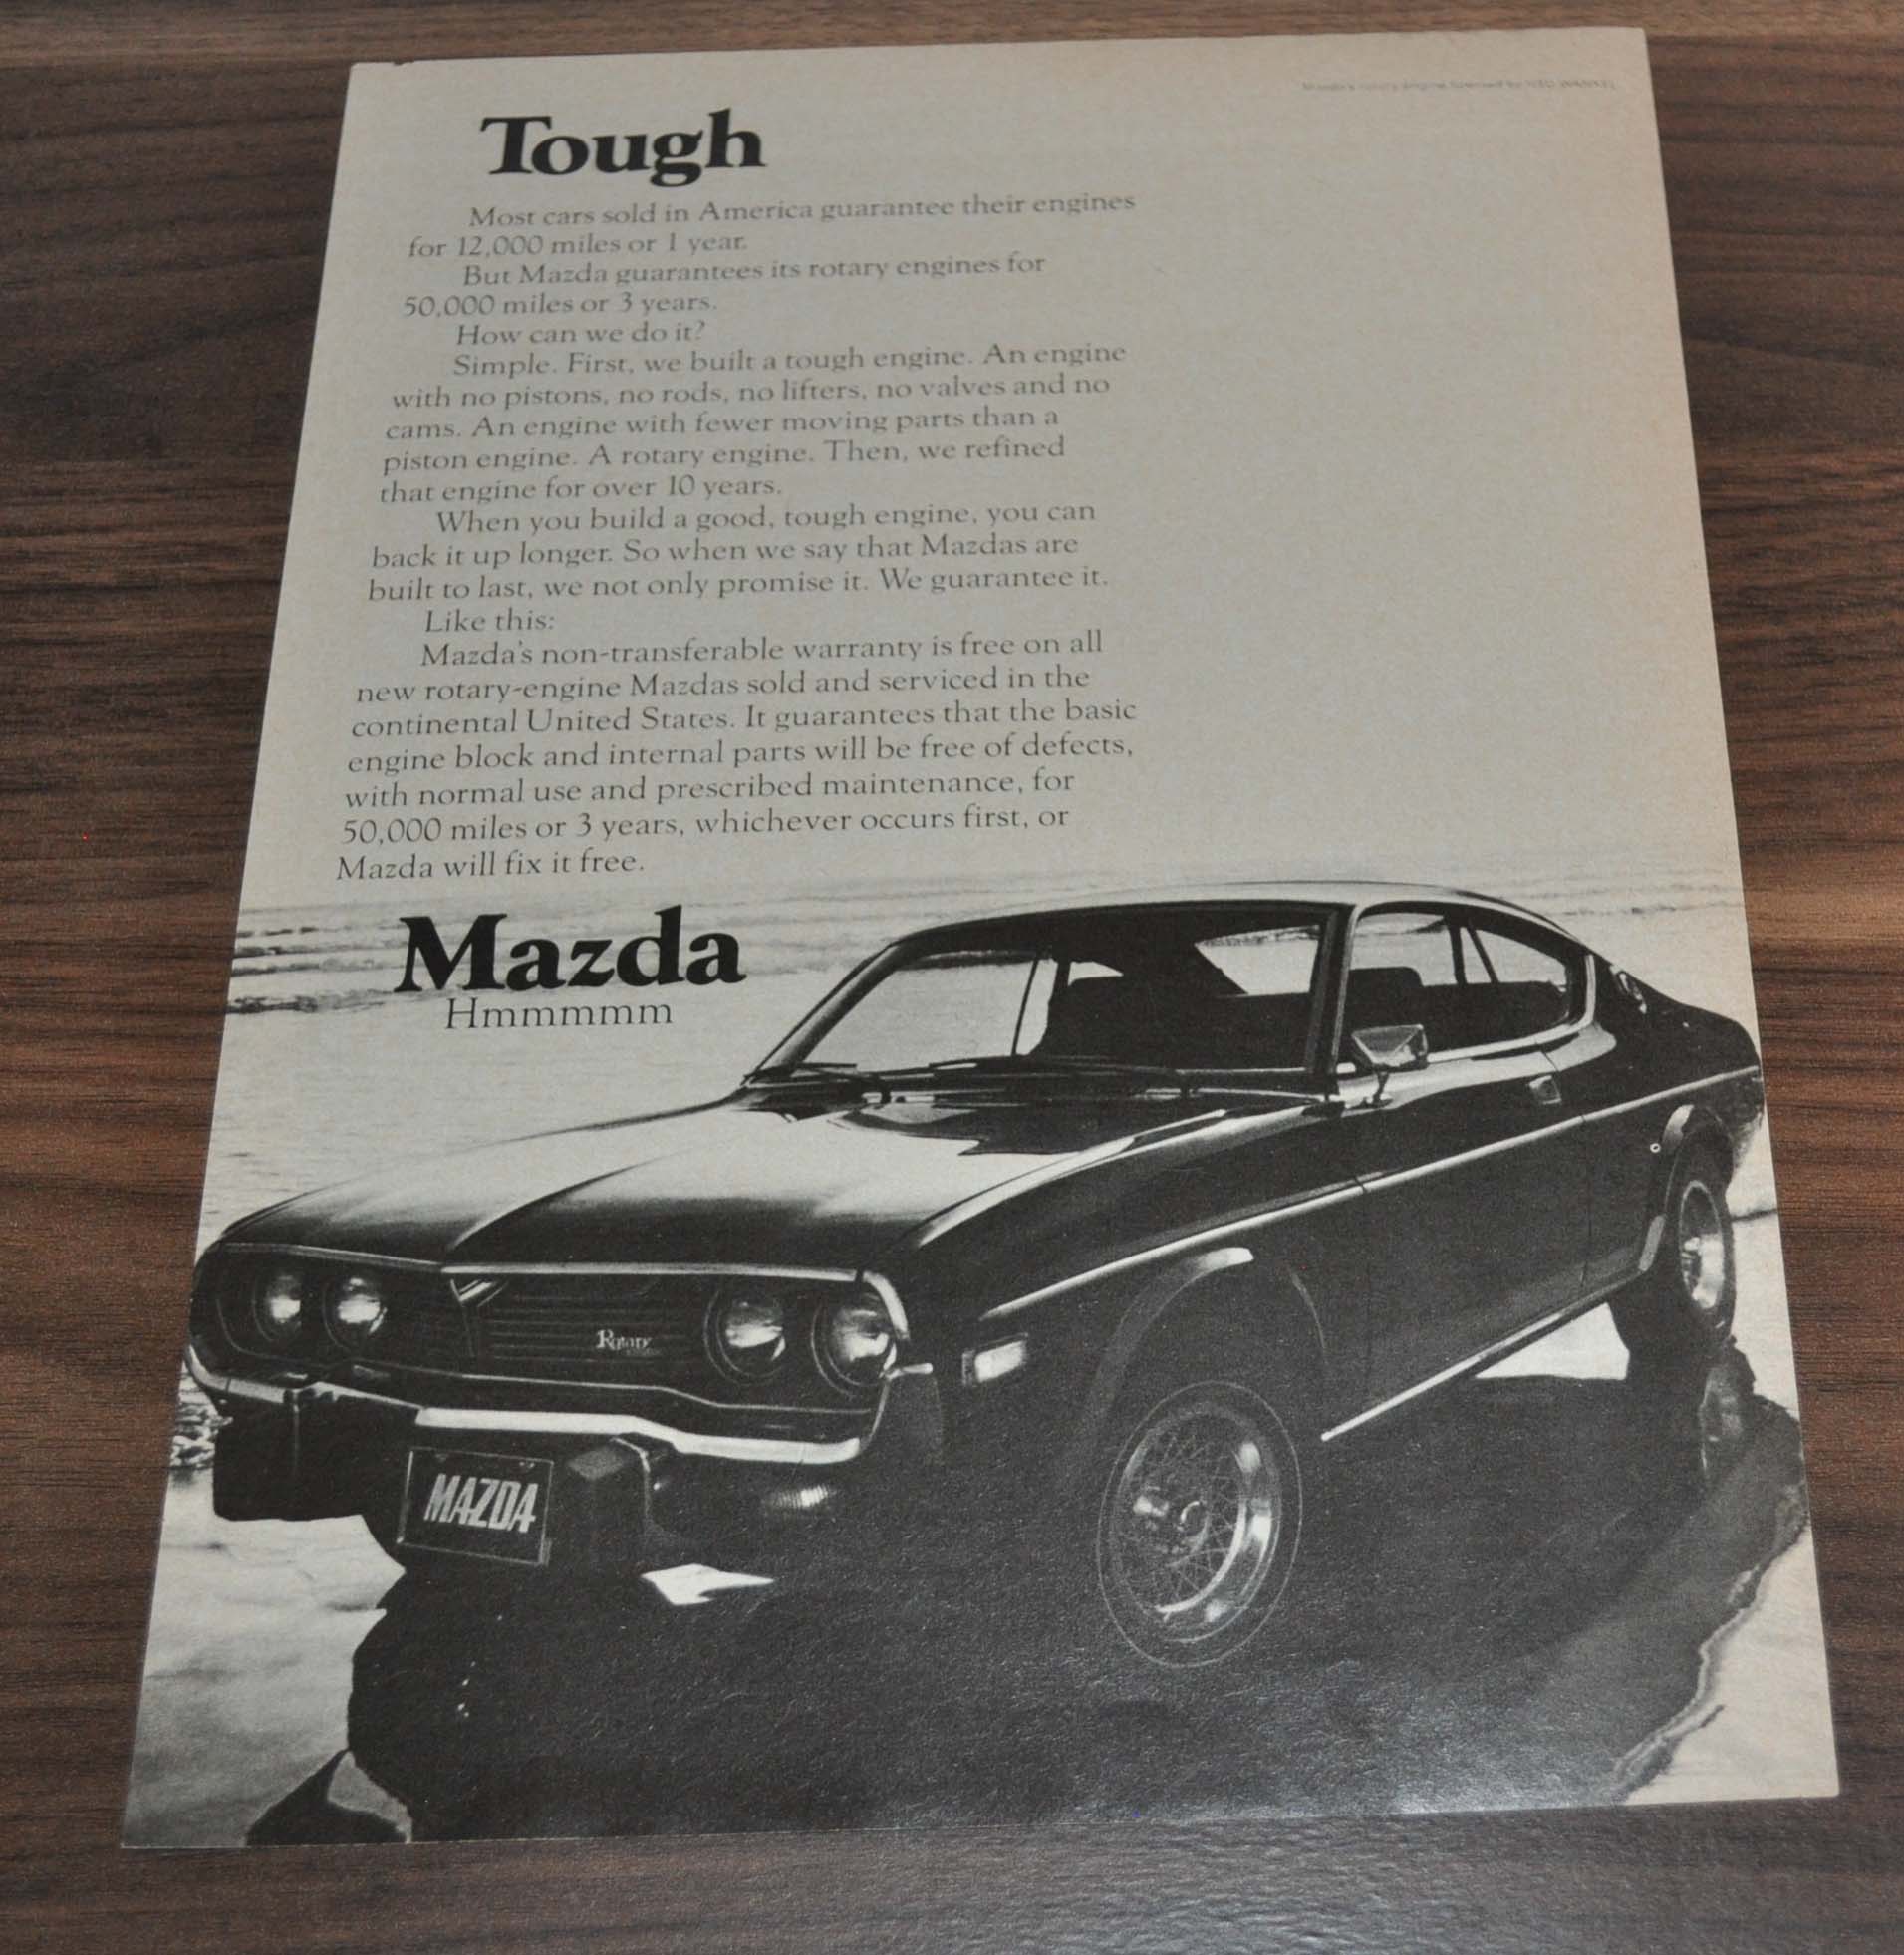 Mazda's rotary engine licensed by NSU WANKEL
Tough
Most cars sold in America guarantee their engines
for 12,000 miles or 1 year.
But Mazda guarantees its rotary engines for
50,000 miles or 3 years.
How can we do it?
Simple. First, we built a tough engine. An engine
with no pistons, no rods, no lifters, no valves and no
cams. An engine with fewer moving parts than a
piston engine. A rotary engine. Then, we refined
that engine for over 10 years.
When you build a good, tough engine, you can
back it up longer. So when we say that Mazdas are
built to last, we not only promise it. We guarantee it.
Like this:
Mazda's non-transferable warranty is free on all
new rotary-engine Mazdas sold and serviced in the
continental United States. It guarantees that the basic
engine block and internal parts will be free of defects,
with normal use and prescribed maintenance, for
50,000 miles or 3 years, whichever occurs first, or
Mazda will fix it free.
Mazda
Hmmmmm
Rotary
MAZDA